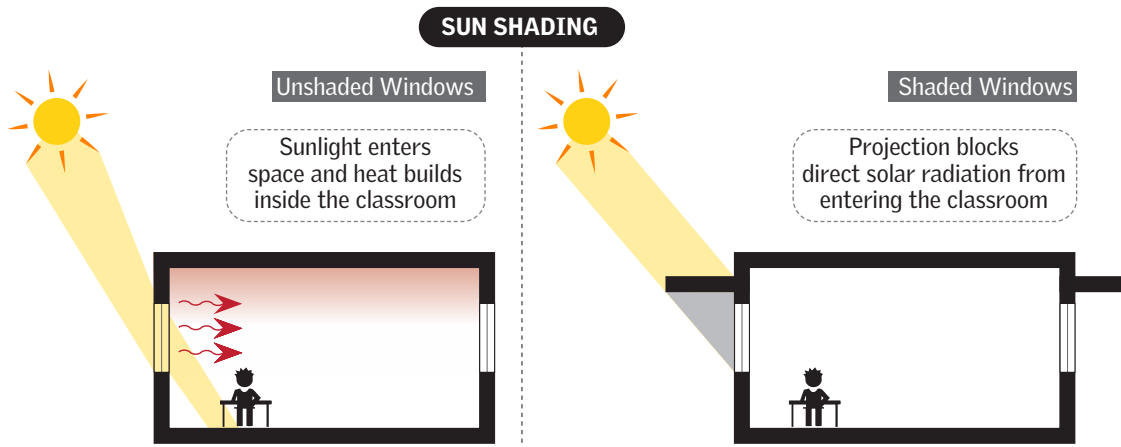 SUN SHADING
Unshaded Windows
Sunlight enters
space and heat builds
inside the classroom
Shaded Windows
Projection blocks
direct solar radiation from
entering the classroom